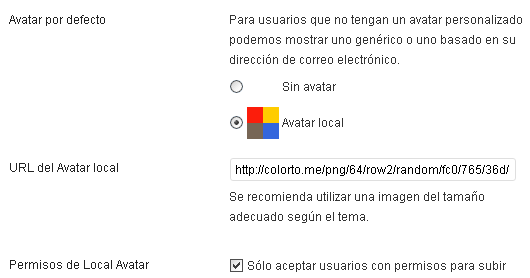 Avatar por defecto
Para usuarios que no tengan un avatar personalizado
podemos mostrar uno genérico o uno basado en su
dirección de correo electrónico.
Sin avatar
Avatar local
URL del Avatar local
http://colorto.me/png/64/row2/random/fc0/765/36d/
Se recomienda utilizar una imagen del tamaño
adecuado según el tema.
Permisos de Local Avatar
Sólo aceptar usuarios con permisos para subir